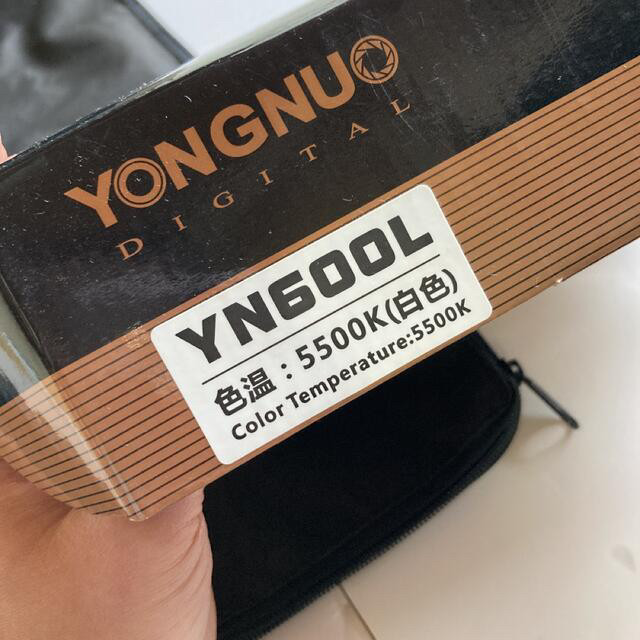 YONGNUO
DIGITAL
YN600L
色温：5500K(白色)
Color Temperature:5500K